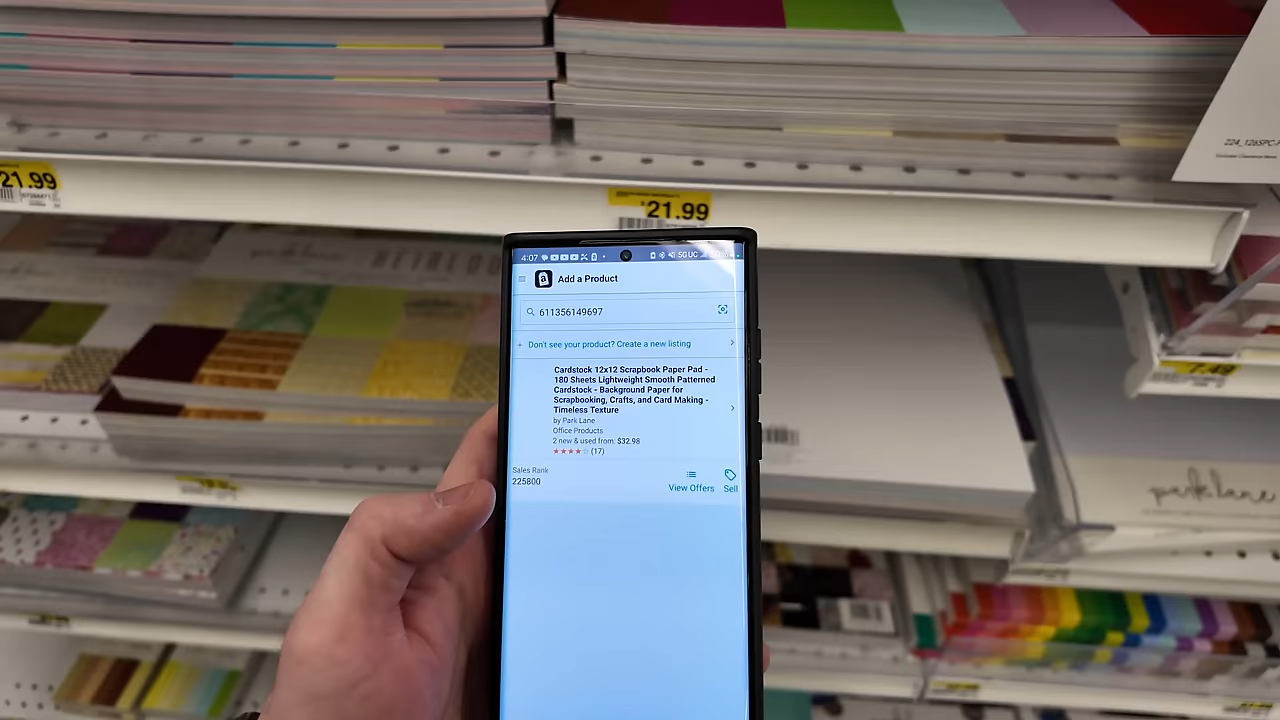 224_126SPC-
21.99
$21.99
4:07
5G UC
a Add a Product
611356149697
+ Don't see your product? Create a new listing
Cardstock 12x12 Scrapbook Paper Pad -
180 Sheets Lightweight Smooth Patterned
Cardstock - Background Paper for
Scrapbooking, Crafts, and Card Making -
Timeless Texture
by Park Lane
Office Products
2 new & used from: $32.98
(17)
Sales Rank
225800
View Offers
Sell
7.49
park lane